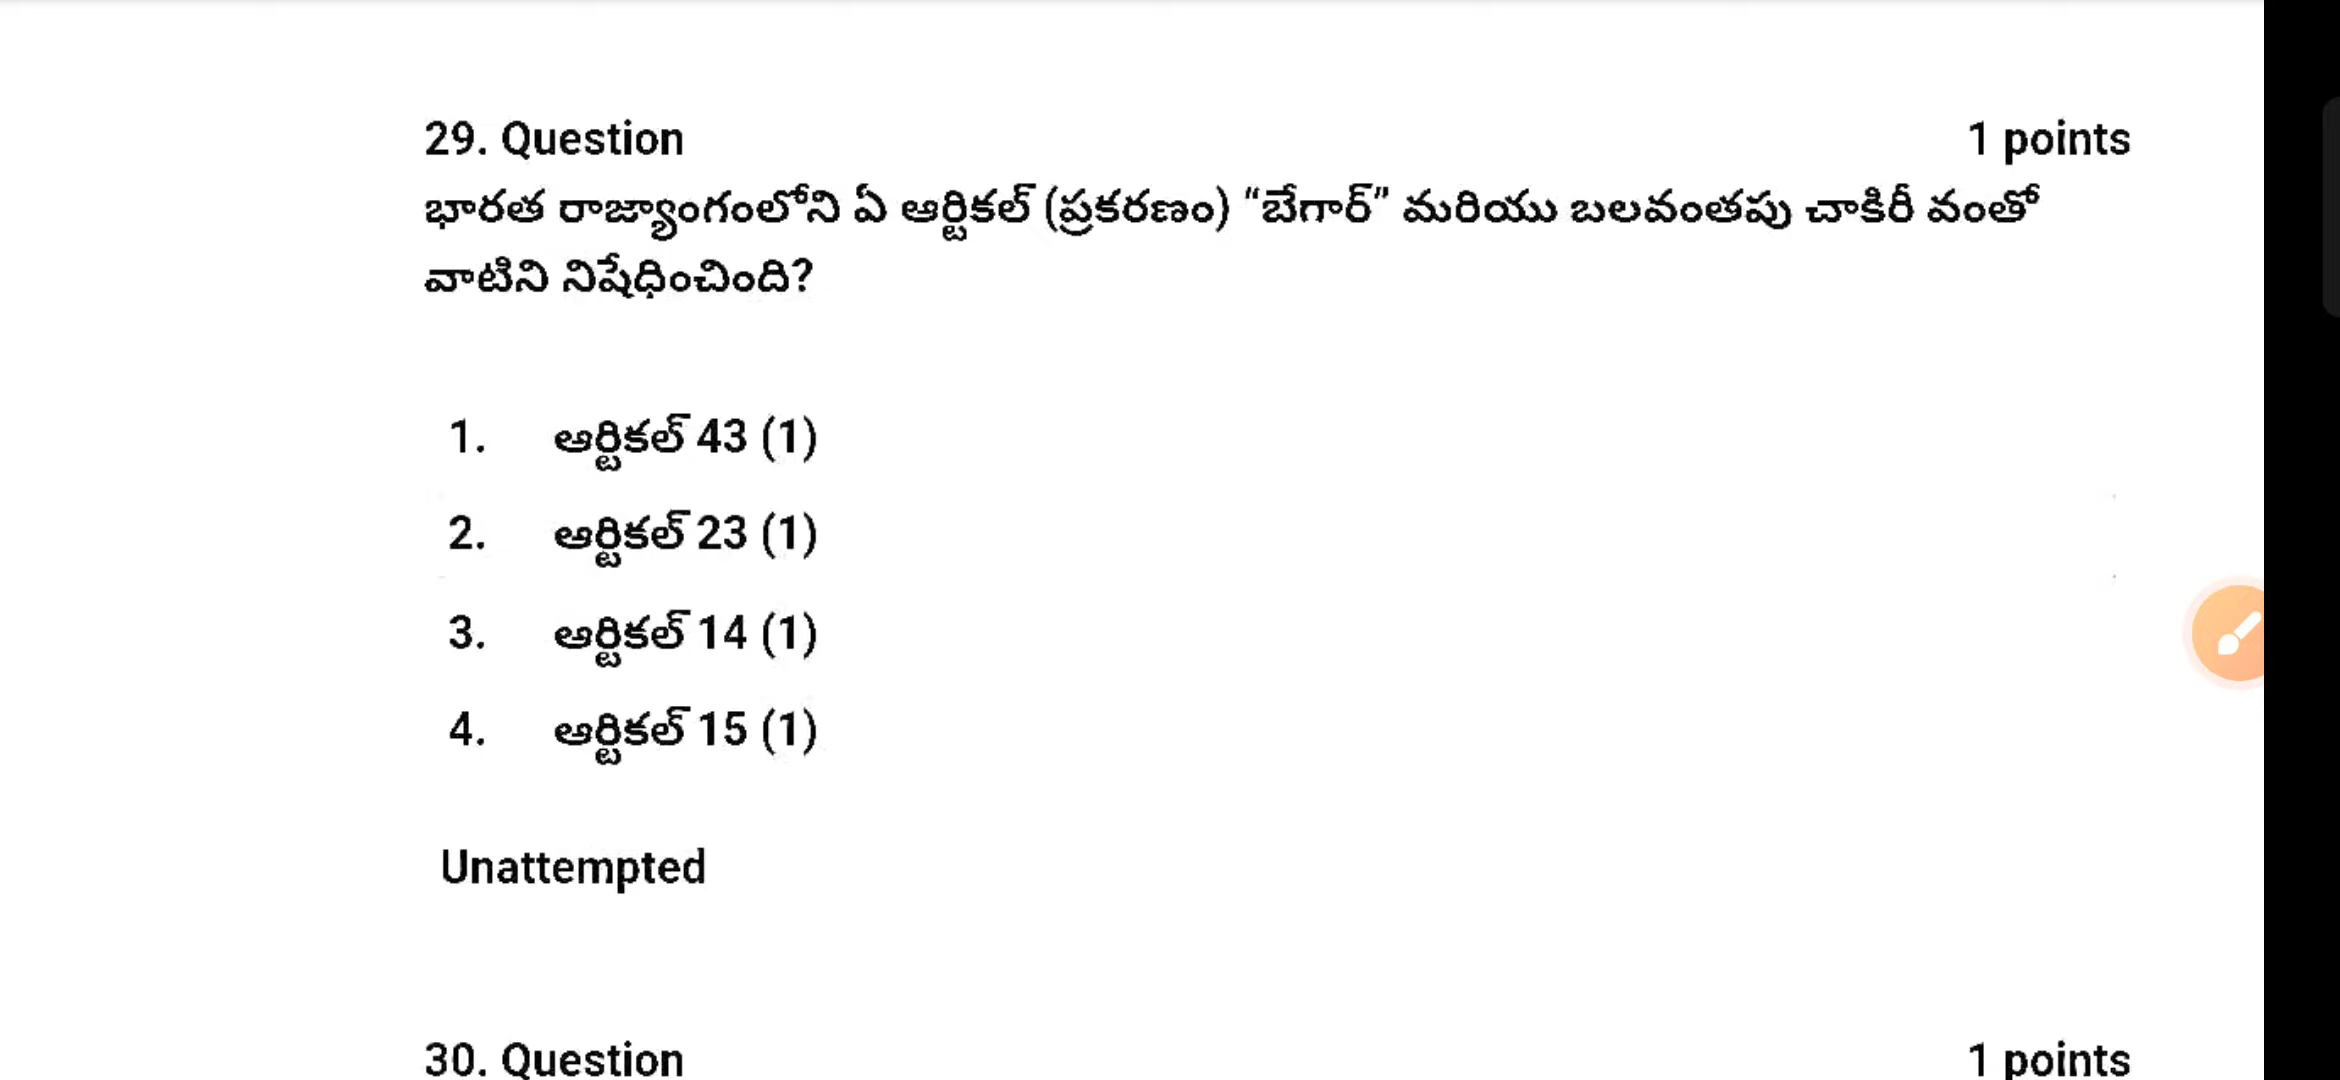 29. Question 1 points
భారత రాజ్యాంగంలోని ఏ ఆర్టికల్ (ప్రకరణం) “బేగార్” మరియు బలవంతపు చాకిరీ వంతో
వాటిని నిషేధించింది?
1. ఆర్టికల్ 43 (1)
2. ఆర్టికల్ 23 (1)
3. ఆర్టికల్ 14 (1)
4. ఆర్టికల్ 15 (1)
Unattempted
30. Question 1 points